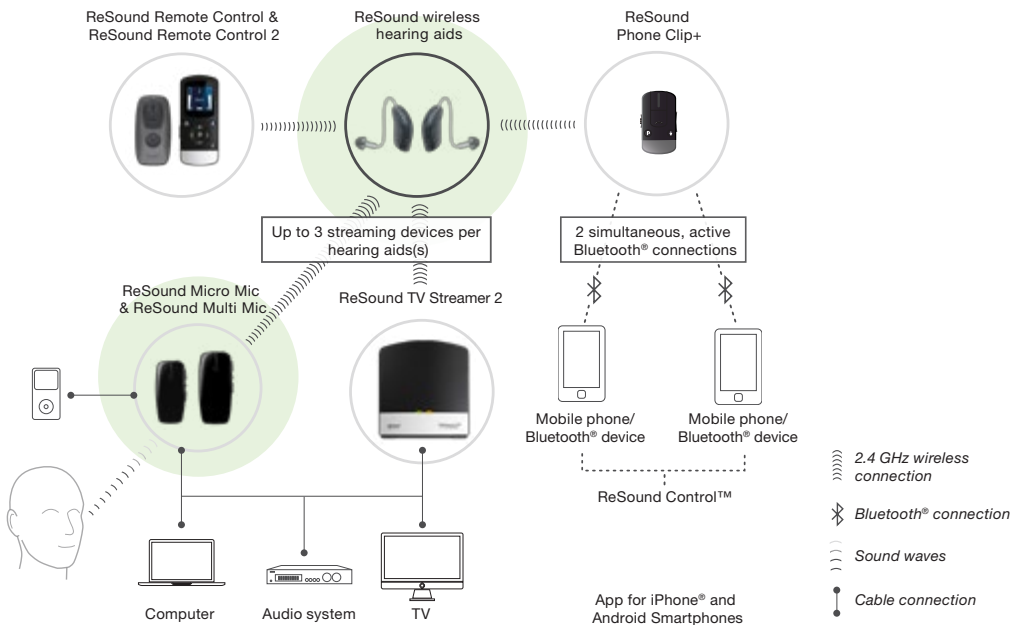 ReSound Remote Control &
ReSound Remote Control 2
ReSound wireless
hearing aids
ReSound
Phone Clip+
P
Up to 3 streaming devices per
hearing aids(s)
2 simultaneous, active
Bluetooth® connections
ReSound Micro Mic
& ReSound Multi Mic
ReSound TV Streamer 2
Mobile phone/
Bluetooth® device
Mobile phone/
Bluetooth® device
ReSound Control™
2.4 GHz wireless
connection
Bluetooth® connection
Sound waves
Cable connection
Computer
Audio system
TV
App for iPhone® and
Android Smartphones